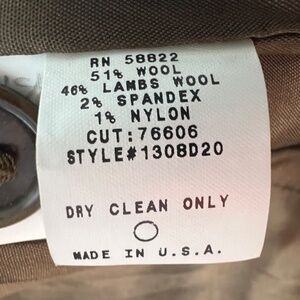 RN 58822
51% WOOL
46% LAMBS WOOL
2% SPANDEX
1% NYLON
CUT:76606
STYLE#1308D20
DRY CLEAN ONLY
MADE IN U.S.A.